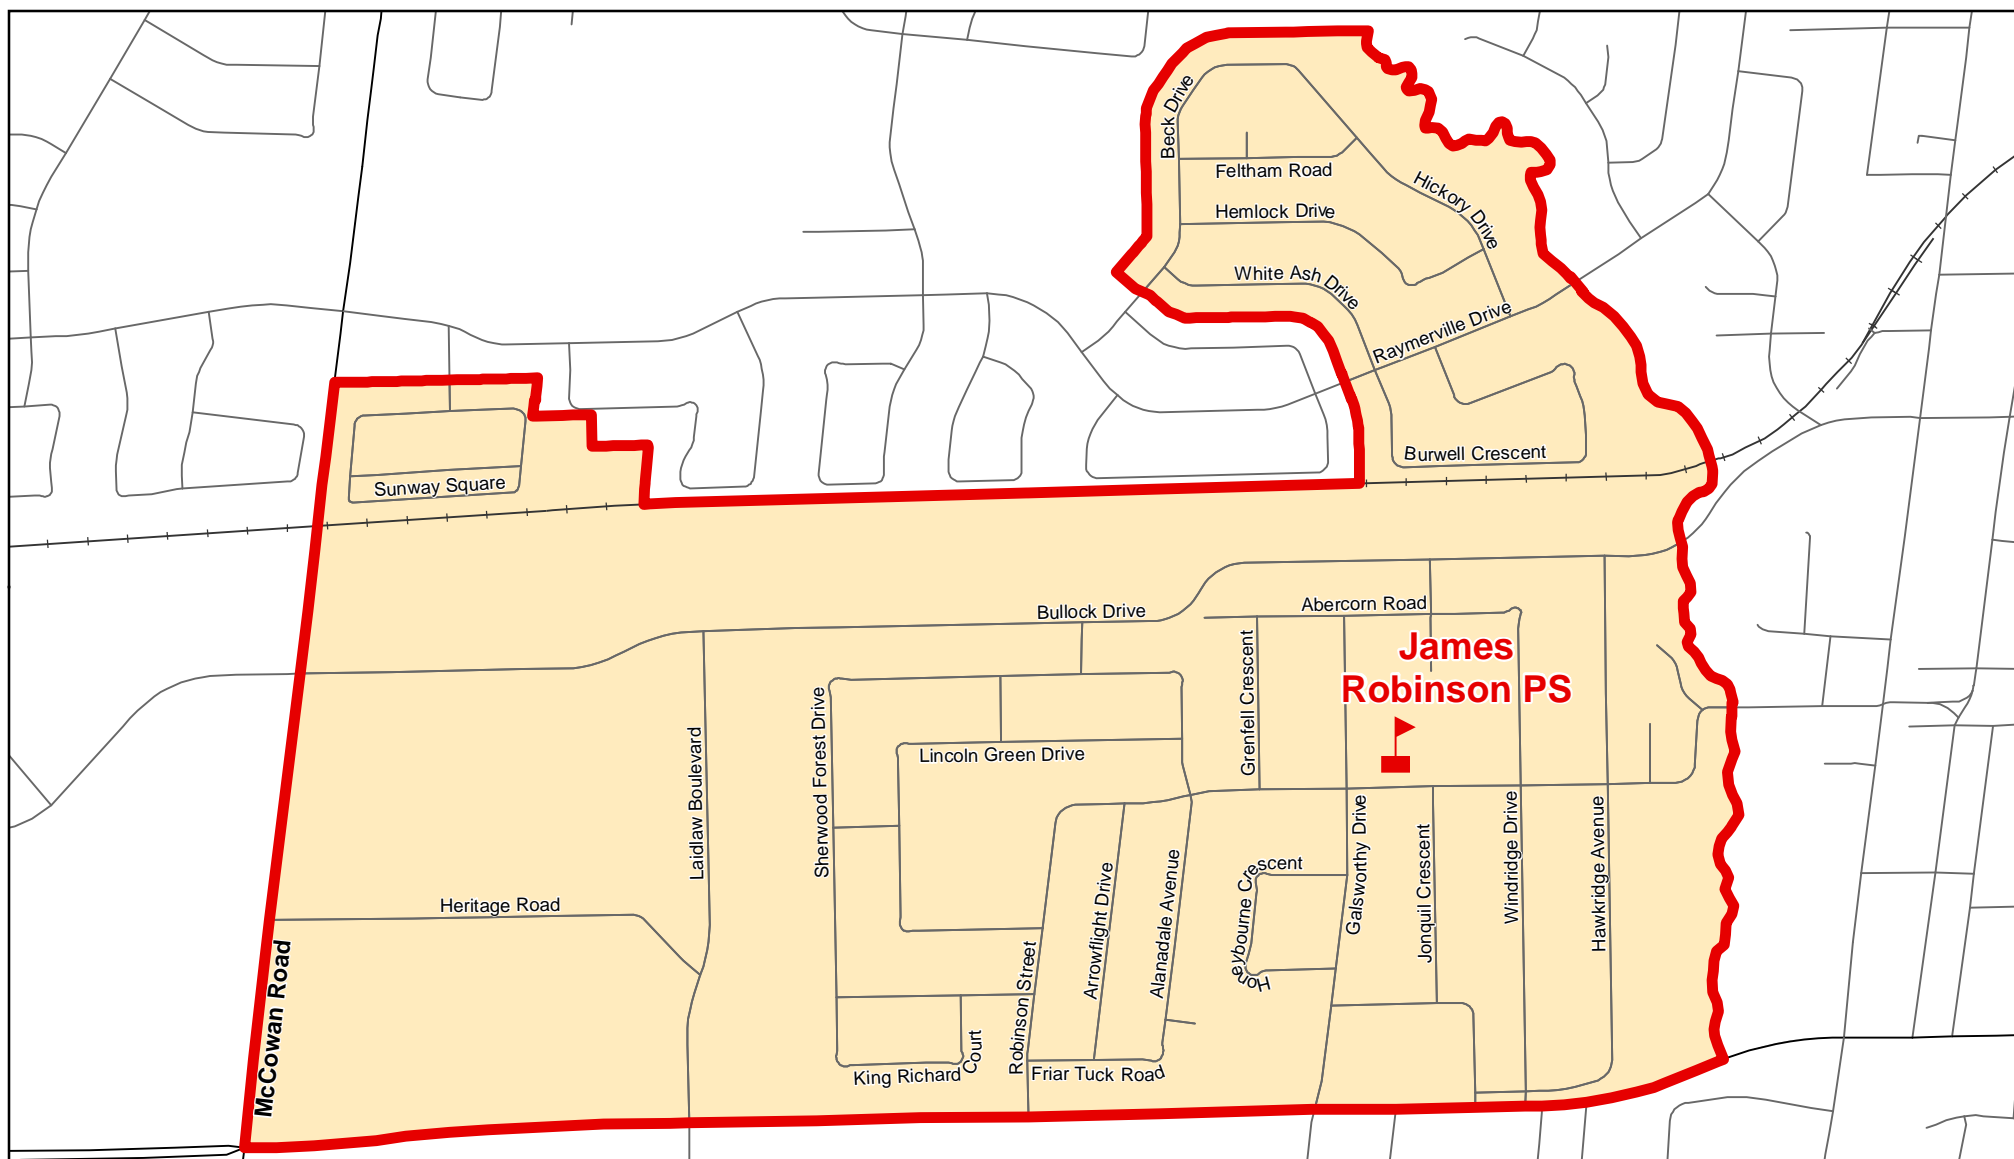 Beck Drive
Feltham Road
Hickory Drive
Hemlock Drive
White Ash Drive
Raymerville Drive
Burwell Crescent
Sunway Square
Bullock Drive
Abercorn Road
James
Robinson PS
Grenfell Crescent
Sherwood Forest Drive
Laidlaw Boulevard
Lincoln Green Drive
Galsworthy Drive
Windridge Drive
Hawkridge Avenue
Jonquil Crescent
Honeybourne Crescent
Arrowflight Drive
Alanadale Avenue
Heritage Road
McCowan Road
Robinson Street
King Richard Court
Friar Tuck Road